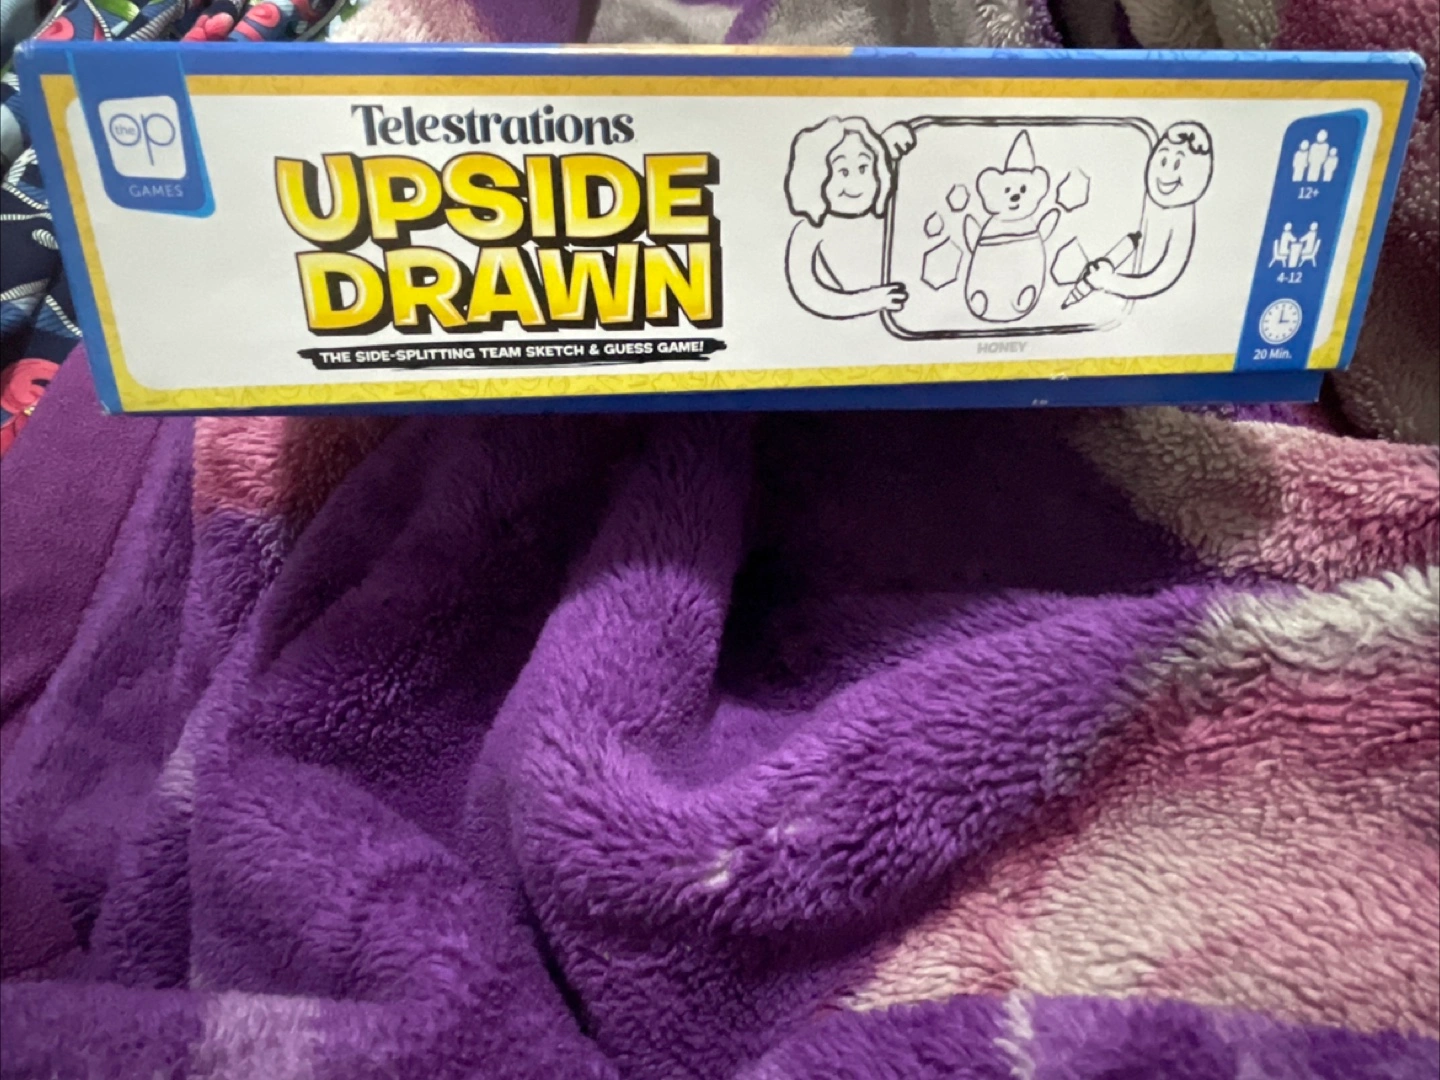 the
op
GAMES
Telestrations
UPSIDE
DRAWN
THE SIDE-SPLITTING TEAM SKETCH & GUESS GAME!
HONEY
12+
4-12
20 Min.